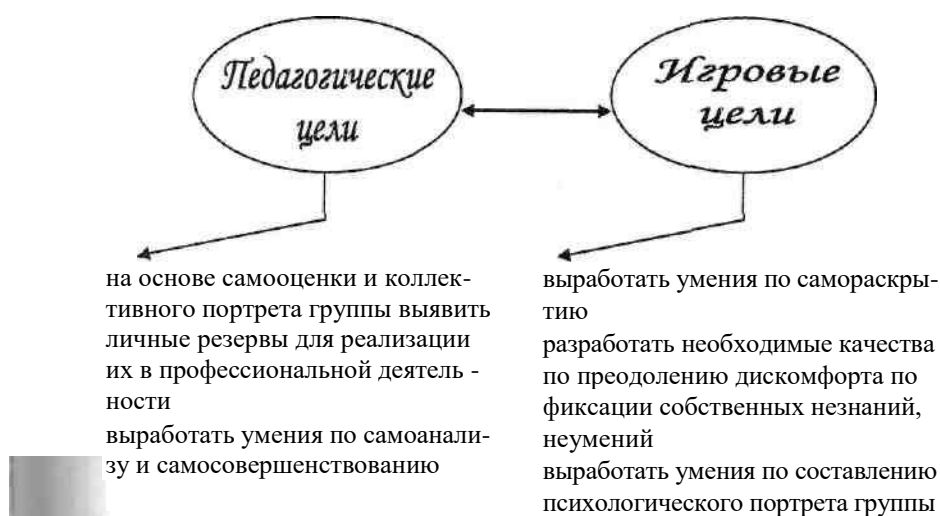 Педагогические
цели
Игровые
цели
на основе самооценки и коллек-
тивного портрета группы выявить
личные резервы для реализации
их в профессиональной деятель -
ности
выработать умения по самоанали-
зу и самосовершенствованию
выработать умения по самораскры-
тию
разработать необходимые качества
по преодолению дискомфорта по
фиксации собственных незнаний,
неумений
выработать умения по составлению
психологического портрета группы